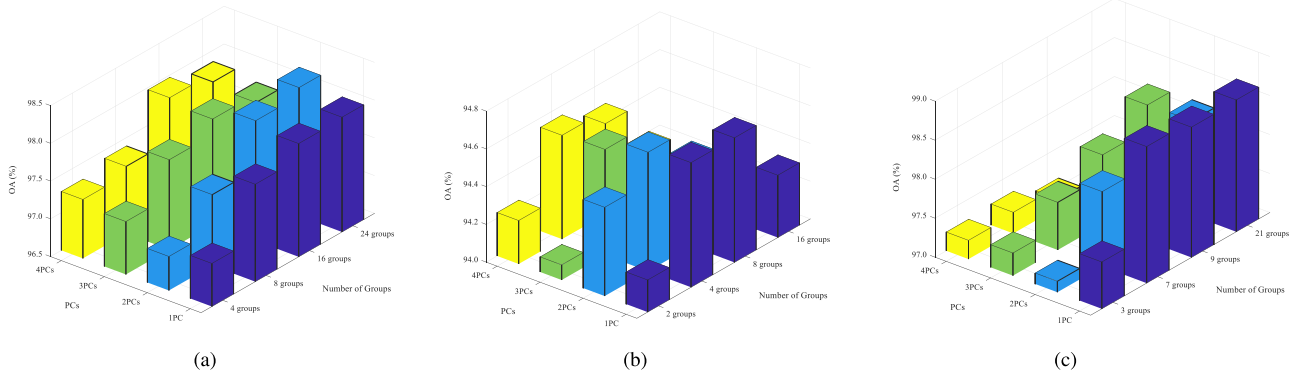 98.5
98.0
97.5
97.0
96.5
OA (%)
4PCs
3PCs
2PCs
1PC
PCs
4 groups
8 groups
16 groups
24 groups
Number of Groups
(a)
94.8
94.6
94.4
94.2
94.0
OA (%)
4PCs
3PCs
2PCs
1PC
PCs
2 groups
4 groups
8 groups
16 groups
Number of Groups
(b)
99.0
98.5
98.0
97.5
97.0
OA (%)
4PCs
3PCs
2PCs
1PC
PCs
3 groups
7 groups
9 groups
21 groups
Number of Groups
(c)